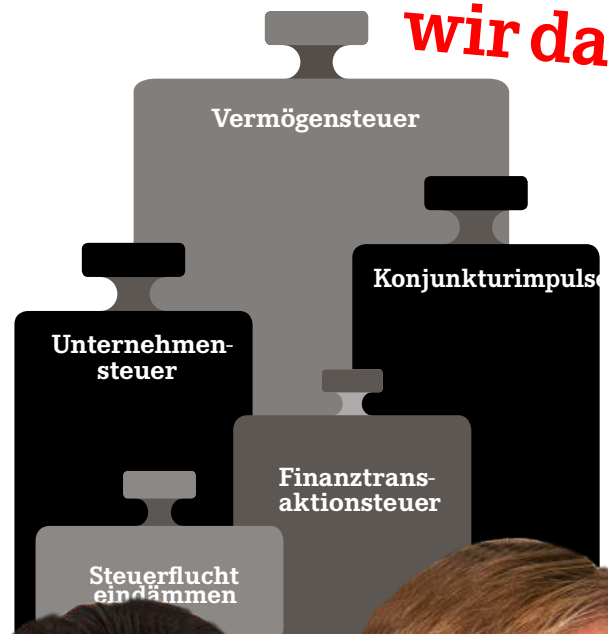 wir da
Vermögensteuer
Konjunkturimpulse
Unternehmen-
steuer
Finanztrans-
aktionsteuer
Steuerflucht
eindämmen